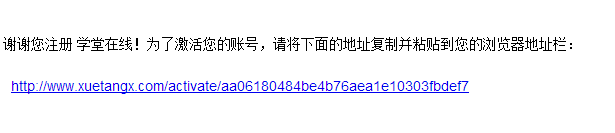 谢谢您注册 学堂在线！为了激活您的账号，请将下面的地址复制并粘贴到您的浏览器地址栏：
http://www.xuetangx.com/activate/aa06180484be4b76aea1e10303fbdef7